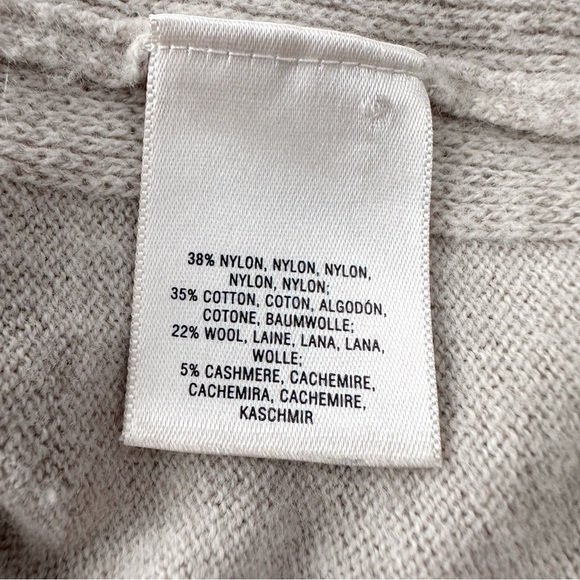 38% NYLON, NYLON, NYLON,
NYLON, NYLON;
35% COTTON, COTON, ALGODÓN,
COTONE, BAUMWOLLE;
22% WOOL, LAINE, LANA, LANA,
WOLLE;
5% CASHMERE, CACHEMIRE,
CACHEMIRA, CACHEMIRE,
KASCHMIR